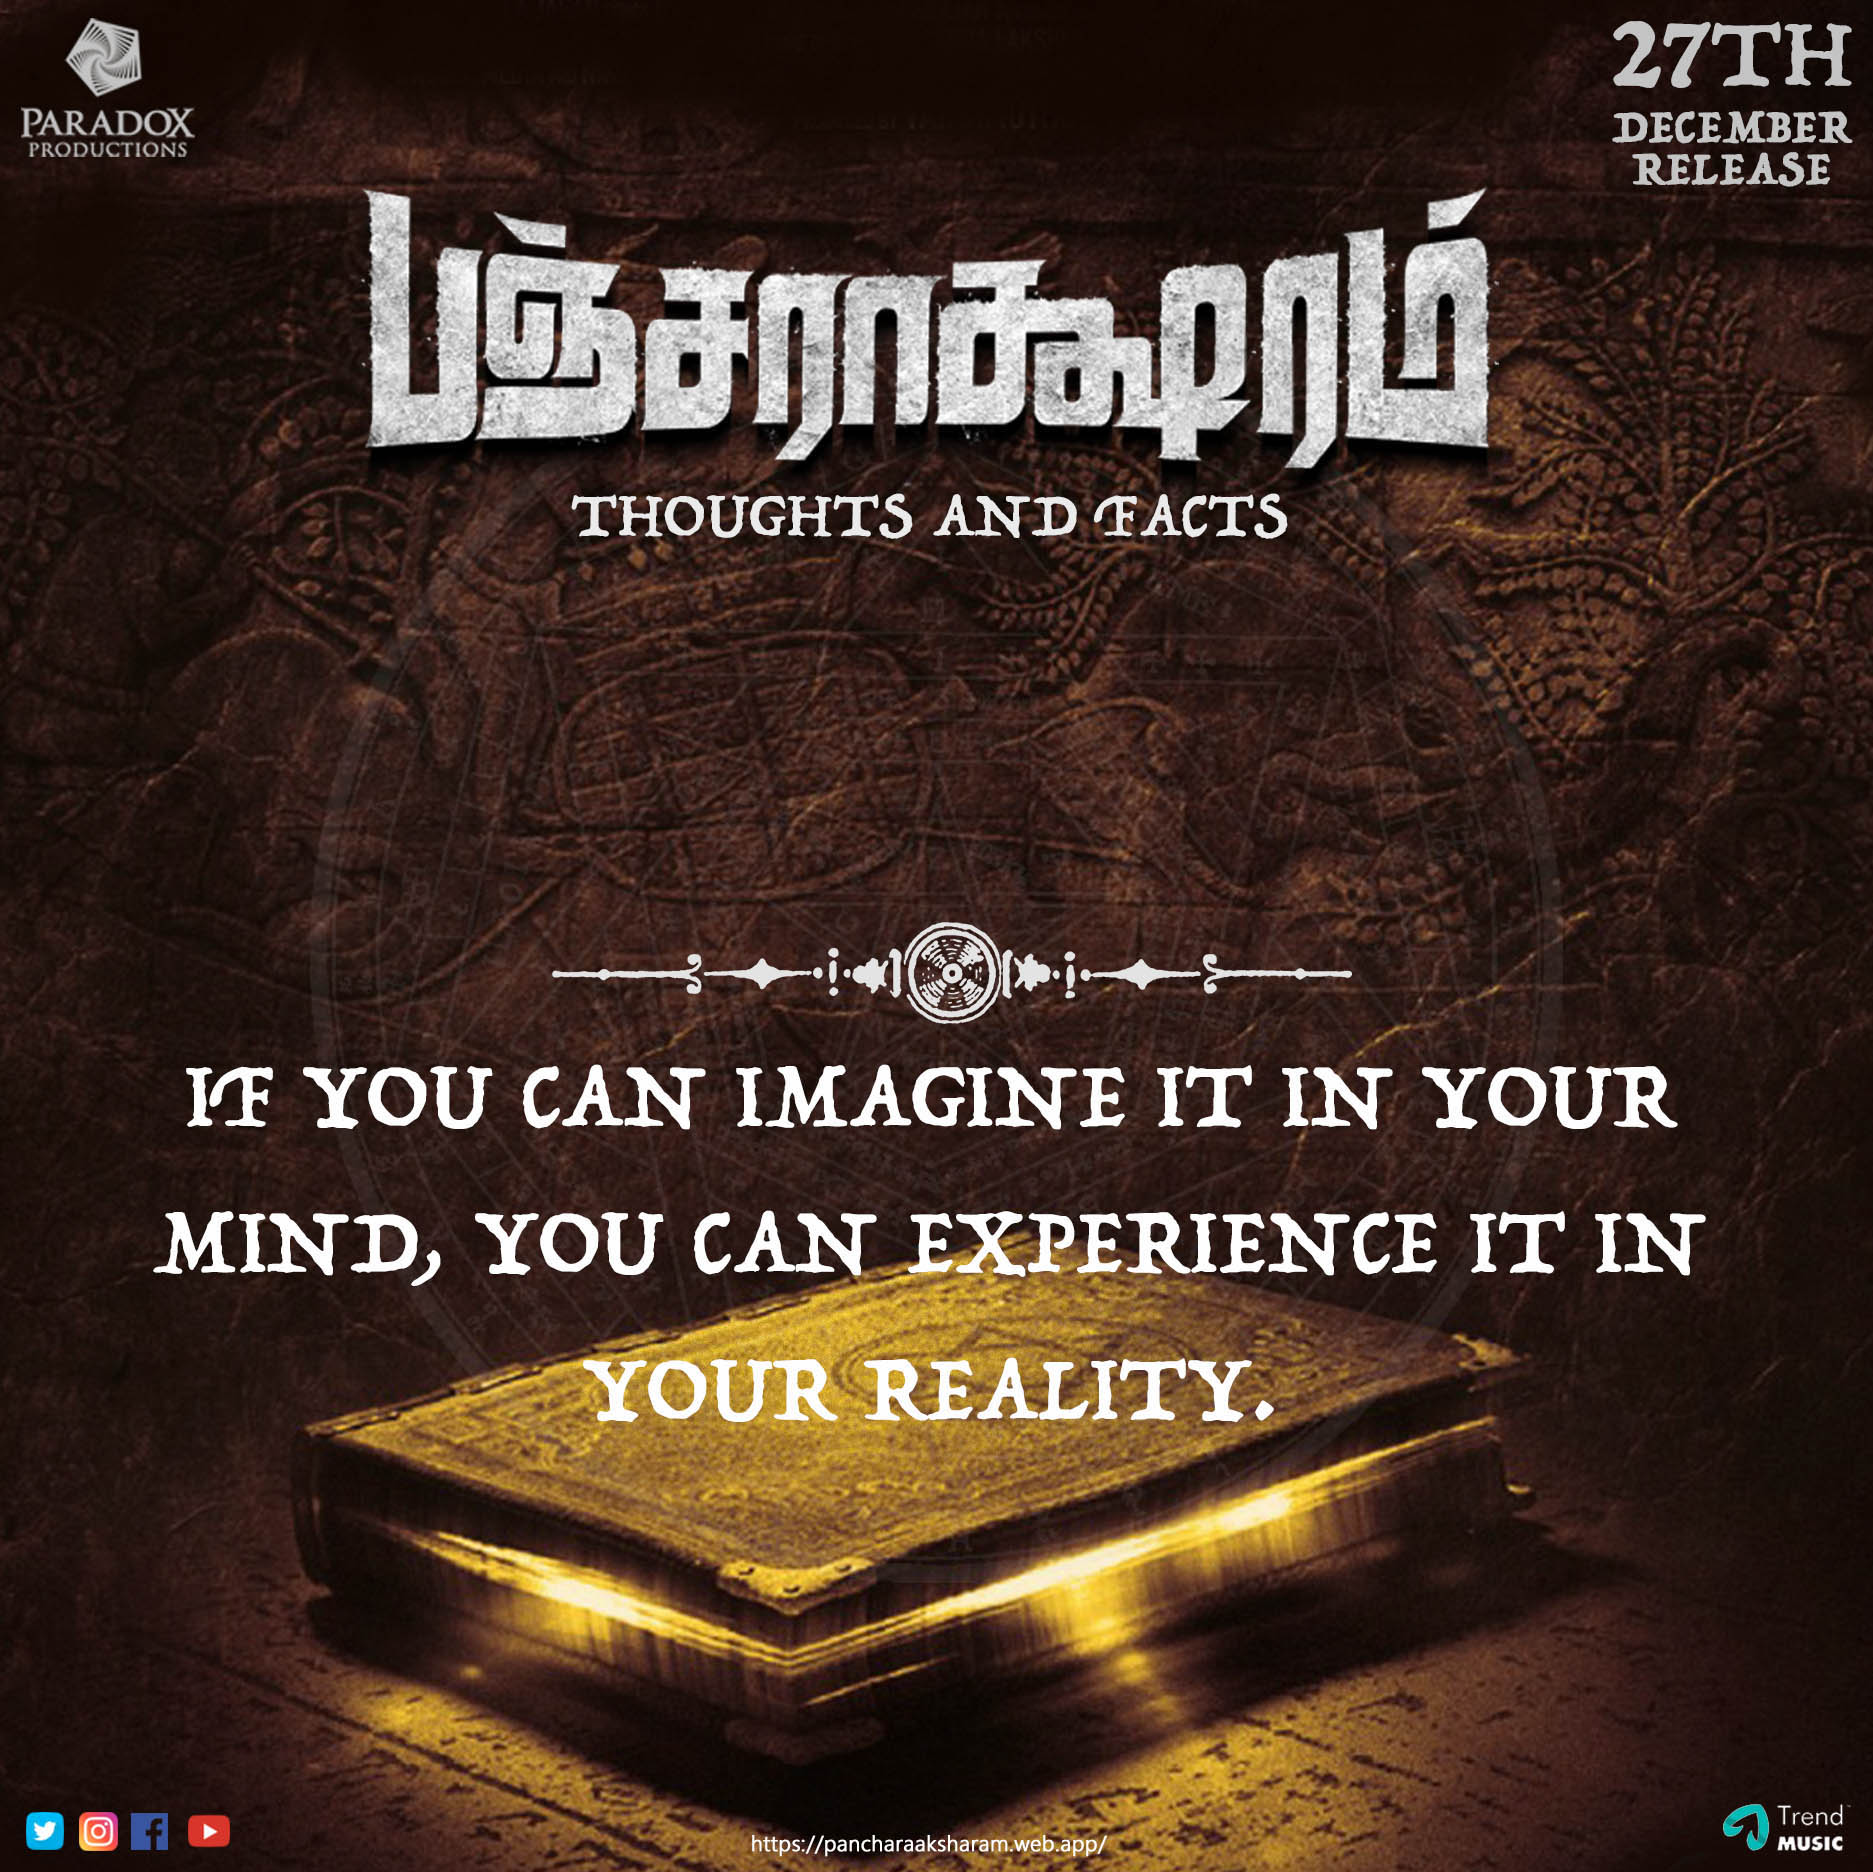 PARADOX
PRODUCTIONS
27TH
DECEMBER
RELEASE
பஞ்சராக்ஷரம்
THOUGHTS AND FACTS
IF YOU CAN IMAGINE IT IN YOUR
MIND, YOU CAN EXPERIENCE IT IN
YOUR REALITY.
https://pancharaaksharam.web.app/
Trend
MUSIC